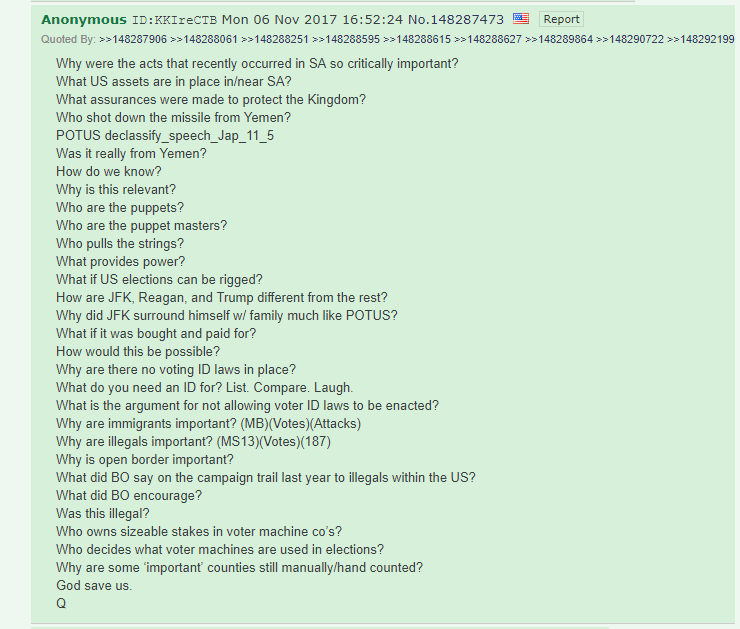 Anonymous ID:KKIreCTB Mon 06 Nov 2017 16:52:24 No.148287473 Report
Quoted By: >>148287906 >>148288061 >>148288251 >>148288595 >>148288615 >>148288627 >>148289864 >>148290722 >>148292199
Why were the acts that recently occurred in SA so critically important?
What US assets are in place in/near SA?
What assurances were made to protect the Kingdom?
Who shot down the missile from Yemen?
POTUS declassify_speech_Jap_11_5
Was it really from Yemen?
How do we know?
Why is this relevant?
Who are the puppets?
Who are the puppet masters?
Who pulls the strings?
What provides power?
What if US elections can be rigged?
How are JFK, Reagan, and Trump different from the rest?
Why did JFK surround himself w/ family much like POTUS?
What if it was bought and paid for?
How would this be possible?
Why are there no voting ID laws in place?
What do you need an ID for? List. Compare. Laugh.
What is the argument for not allowing voter ID laws to be enacted?
Why are immigrants important? (MB)(Votes)(Attacks)
Why are illegals important? (MS13)(Votes)(187)
Why is open border important?
What did BO say on the campaign trail last year to illegals within the US?
What did BO encourage?
Was this illegal?
Who owns sizeable stakes in voter machine co's?
Who decides what voter machines are used in elections?
Why are some ‘important’ counties still manually/hand counted?
God save us.
Q